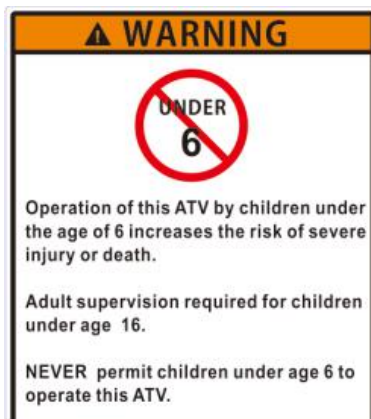 WARNING
UNDER
6
Operation of this ATV by children under
the age of 6 increases the risk of severe
injury or death.
Adult supervision required for children
under age 16.
NEVER permit children under age 6 to
operate this ATV.